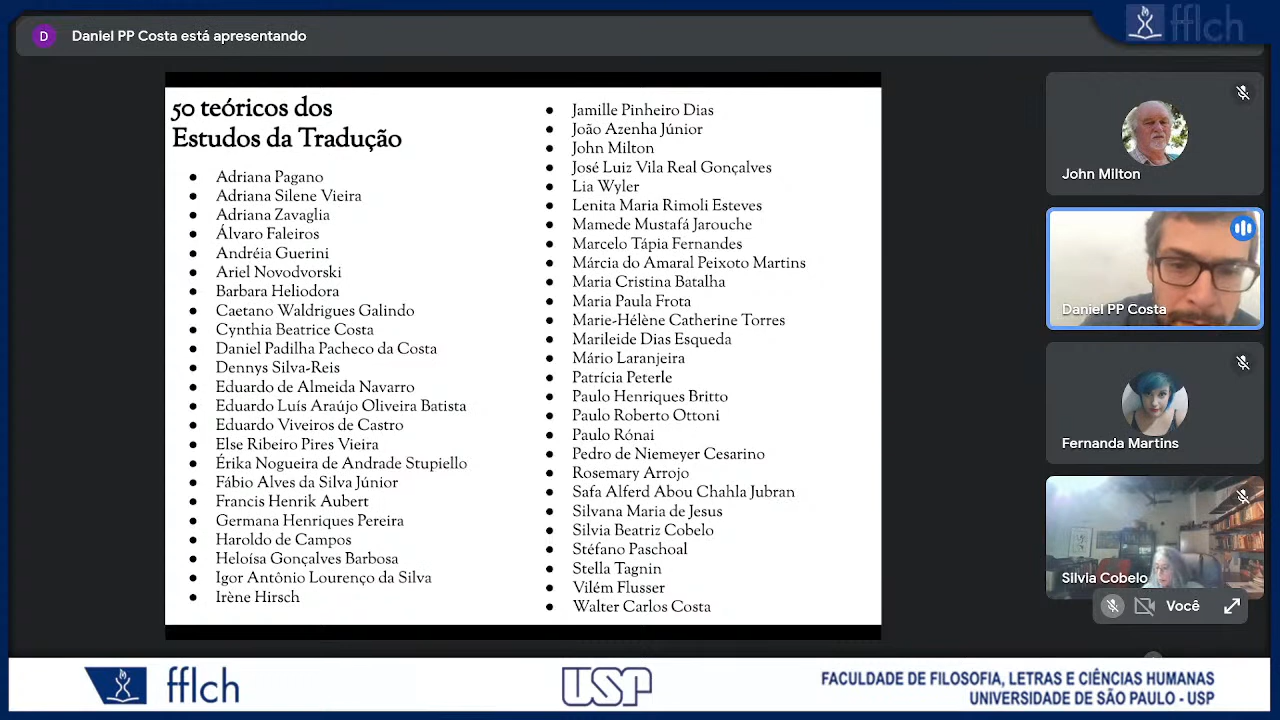 D
Daniel PP Costa está apresentando
fflch
50 teóricos dos
Estudos da Tradução
Adriana Pagano
Adriana Silene Vieira
Adriana Zavaglia
Álvaro Faleiros
Andréia Guerini
Ariel Novodvorski
Barbara Heliodora
Caetano Waldrigues Galindo
Cynthia Beatrice Costa
Daniel Padilha Pacheco da Costa
Dennys Silva-Reis
Eduardo de Almeida Navarro
Eduardo Luís Araújo Oliveira Batista
Eduardo Viveiros de Castro
Else Ribeiro Pires Vieira
Érika Nogueira de Andrade Stupiello
Fábio Alves da Silva Júnior
Francis Henrik Aubert
Germana Henriques Pereira
Haroldo de Campos
Heloísa Gonçalves Barbosa
Igor Antônio Lourenço da Silva
Irène Hirsch
Jamille Pinheiro Dias
João Azenha Júnior
John Milton
José Luiz Vila Real Gonçalves
Lia Wyler
Lenita Maria Rimoli Esteves
Mamede Mustafá Jarouche
Marcelo Tápia Fernandes
Márcia do Amaral Peixoto Martins
Maria Cristina Batalha
Maria Paula Frota
Marie-Hélène Catherine Torres
Marileide Dias Esqueda
Mário Laranjeira
Patrícia Peterle
Paulo Henriques Britto
Paulo Roberto Ottoni
Paulo Rónai
Pedro de Niemeyer Cesarino
Rosemary Arrojo
Safa Alferd Abou Chahla Jubran
Silvana Maria de Jesus
Silvia Beatriz Cobelo
Stéfano Paschoal
Stella Tagnin
Vilém Flusser
Walter Carlos Costa
John Milton
Daniel PP Costa
Fernanda Martins
Silvia Cobelo
Você
fflch
USP
FACULDADE DE FILOSOFIA, LETRAS E CIÊNCIAS HUMANAS
UNIVERSIDADE DE SÃO PAULO - USP